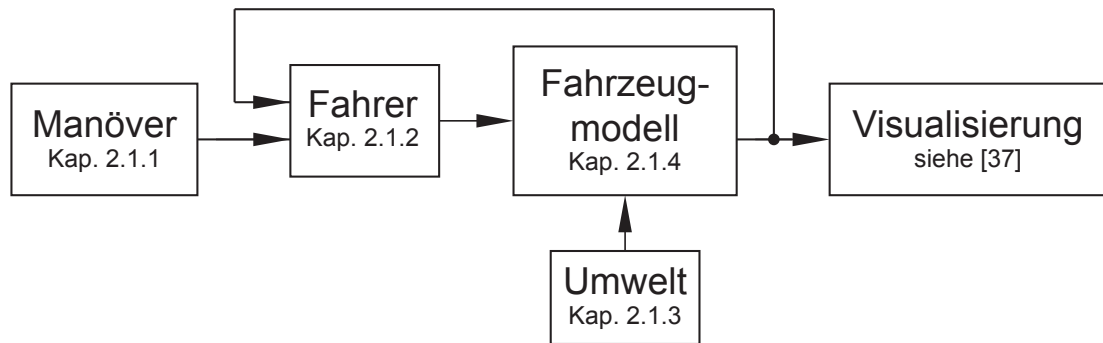 Manöver
Kap. 2.1.1
Fahrer
Kap. 2.1.2
Fahrzeug-
modell
Kap. 2.1.4
Visualisierung
siehe [37]
Umwelt
Kap. 2.1.3